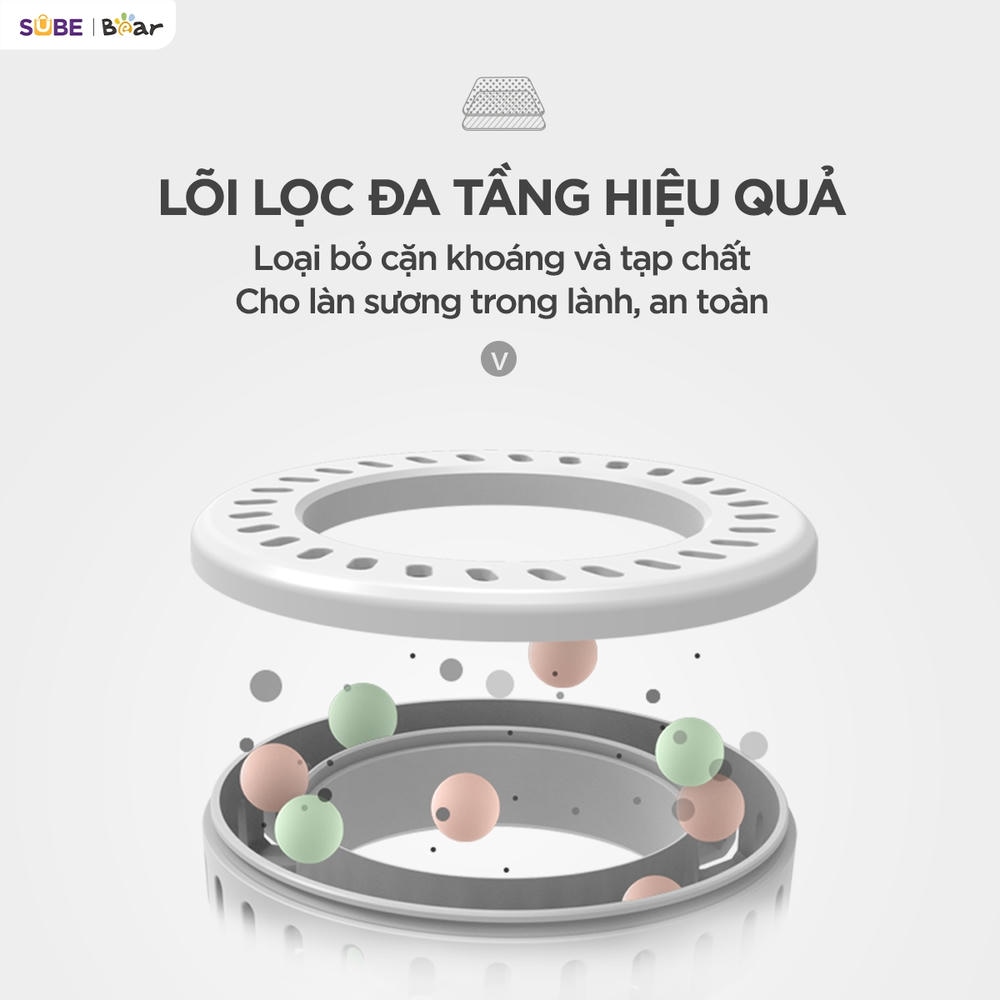 SUBE | Bear
LÕI LỌC ĐA TẦNG HIỆU QUẢ
Loại bỏ cặn khoáng và tạp chất
Cho làn sương trong lành, an toàn
V